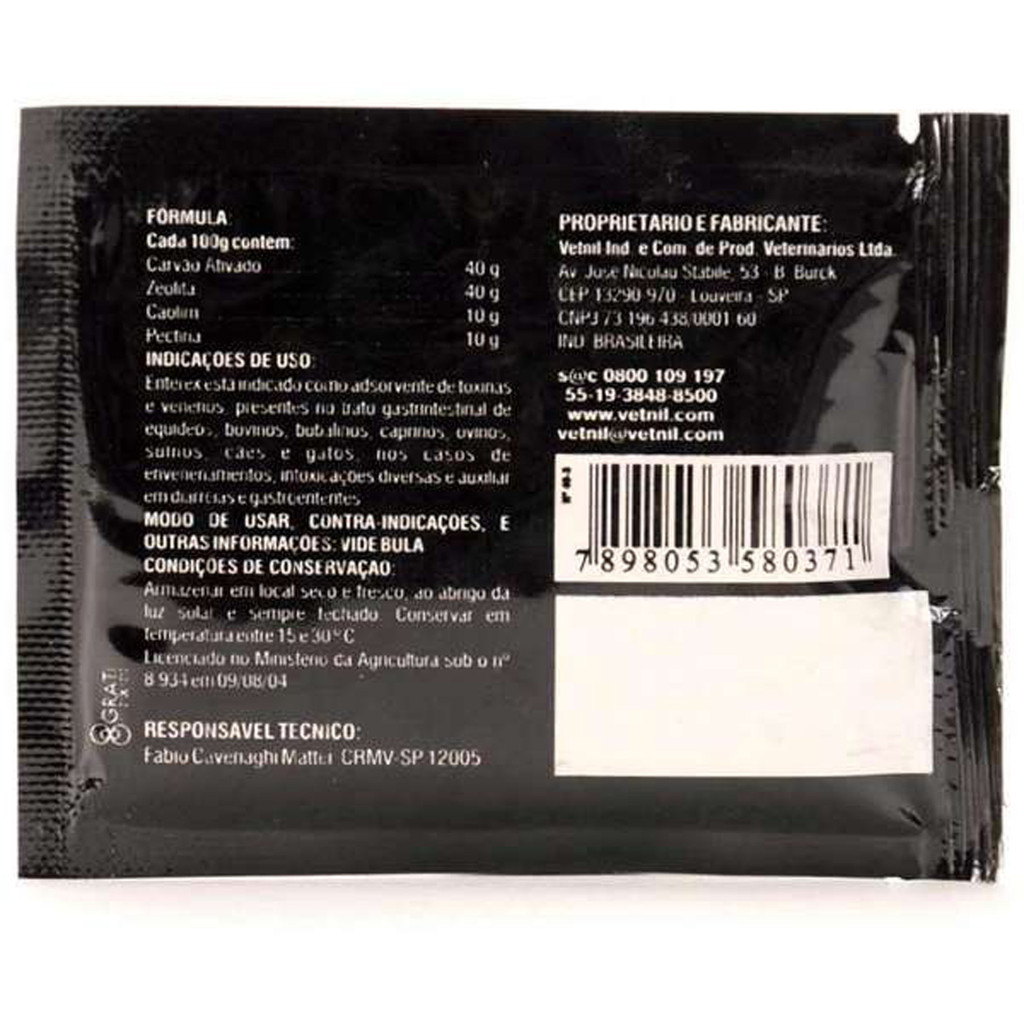 FÓRMULA:
Cada 100g contem:
Carvão Ativado 40 g
Zeolita 40 g
Caolim 10 g
Pectina 10 g
INDICAÇÕES DE USO:
Enterex está indicado como adsorvente de toxinas
e venenos, presentes no trato gastrintestinal de
equídeos, bovinos, bubalinos, caprinos, ovinos,
suínos, cães e gatos, nos casos de
envenenamentos, intoxicações diversas e auxiliar
em diarreias e gastroenterites
MODO DE USAR, CONTRA-INDICAÇÕES, E
OUTRAS INFORMAÇÕES: VIDE BULA
CONDIÇÕES DE CONSERVAÇÃO:
Armazenar em local seco e fresco, ao abrigo da
luz solar e sempre fechado. Conservar em
temperatura entre 15 e 30° C
Licenciado no Ministério da Agricultura sob o nº
8 934 em 09/08/04
RESPONSAVEL TECNICO:
Fabio Cavenaghi CRMV-SP 12005
GRATI
PROPRIETARIO E FABRICANTE:
Vetnil Ind. e Com. de Prod. Veterinarios Ltda.
Av. José Nicolau Stabile, 53 - B. Burck
CEP 13290-970 - Louveira - SP
CNPJ 73.196.438/0001-60
IND. BRASILEIRA
s@c 0800 109 197
55-19-3848-8500
www.vetnil.com
vetnil@vetnil.com
7 898053 580371